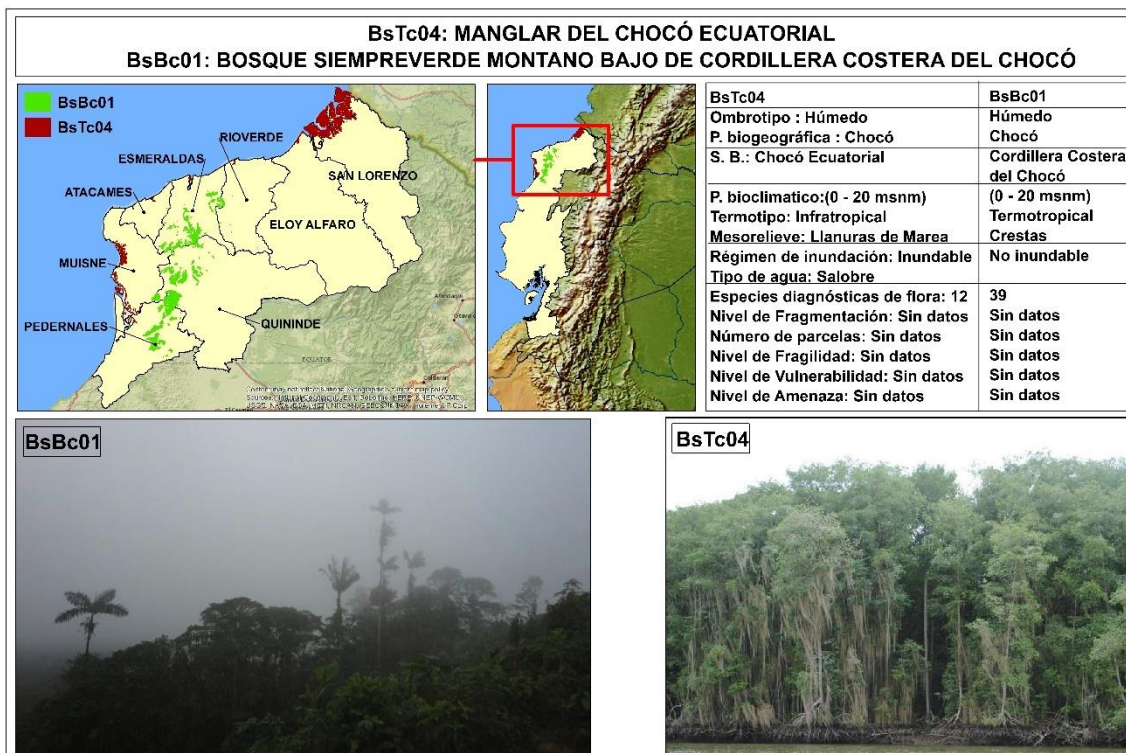 BsTc04: MANGLAR DEL CHOCÓ ECUATORIAL
BsBc01: BOSQUE SIEMPREVERDE MONTANO BAJO DE CORDILLERA COSTERA DEL CHOCÓ
BsBc01
BsTc04
RIOVERDE
ESMERALDAS
ATACAMES
SAN LORENZO
ELOY ALFARO
MUISNE
PEDERNALES
QUININDE
ECUATOR
BsTc04 BsBc01
Ombrotipo : Húmedo Húmedo
P. biogeográfica : Chocó Chocó
S. B.: Chocó Ecuatorial Cordillera Costera
del Chocó
P. bioclimatico:(0 - 20 msnm) (0 - 20 msnm)
Termotipo: Infratropical Termotropical
Mesorelieve: Llanuras de Marea Crestas
Régimen de inundación: Inundable No inundable
Tipo de agua: Salobre
Especies diagnósticas de flora: 12 39
Nivel de Fragmentación: Sin datos Sin datos
Número de parcelas: Sin datos Sin datos
Nivel de Fragilidad: Sin datos Sin datos
Nivel de Vulnerabilidad: Sin datos Sin datos
Nivel de Amenaza: Sin datos Sin datos
BsBc01
BsTc04